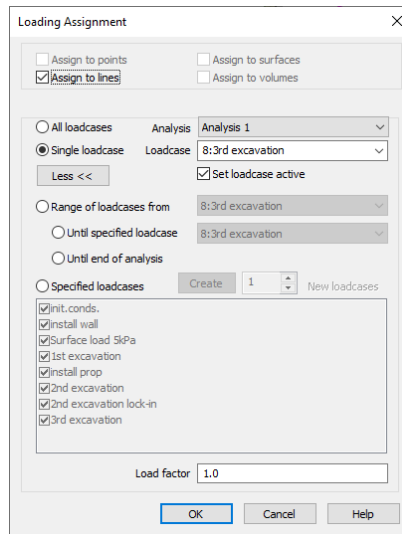 Loading Assignment
Assign to points
Assign to surfaces
Assign to lines
Assign to volumes
All loadcases
Analysis
Analysis 1
Single loadcase
Loadcase
8:3rd excavation
Less <<
Set loadcase active
Range of loadcases from
8:3rd excavation
Until specified loadcase
8:3rd excavation
Until end of analysis
Specified loadcases
Create
1
New loadcases
init.conds.
install wall
Surface load 5kPa
1st excavation
install prop
2nd excavation
2nd excavation lock-in
3rd excavation
Load factor
1.0
OK
Cancel
Help